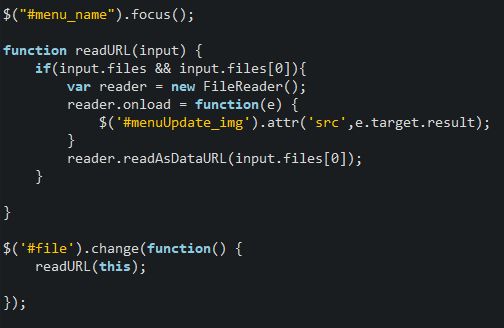 $("#menu_name").focus();
function readURL(input) {
if(input.files && input.files[0]){
var reader = new FileReader();
reader.onload = function(e) {
$('#menuUpdate_img').attr('src',e.target.result);
}
reader.readAsDataURL(input.files[0]);
}
}
$('#file').change(function() {
readURL(this);
});